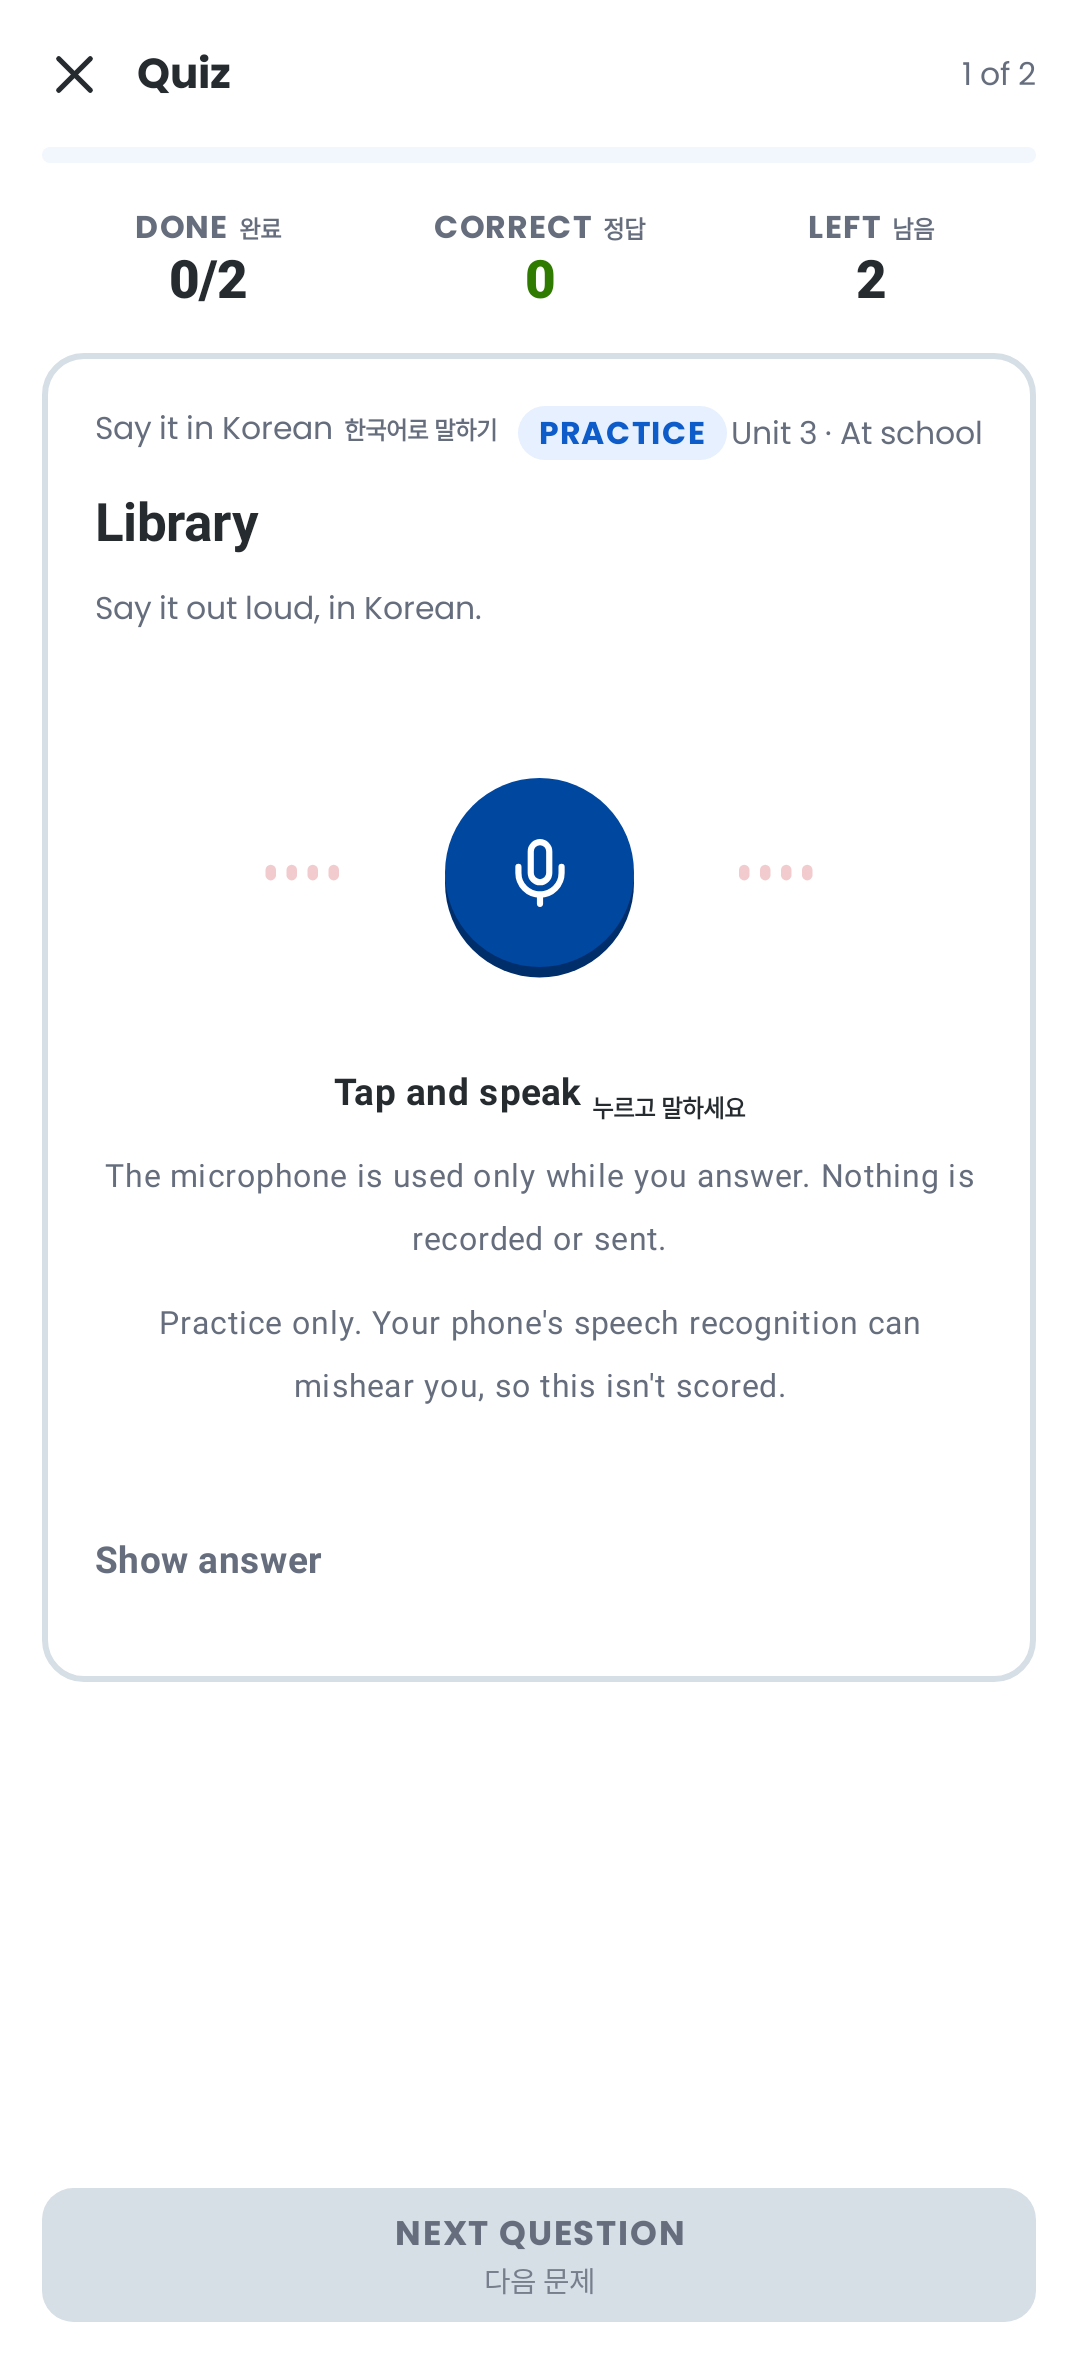 Quiz
1 of 2
DONE 완료
0/2
CORRECT 정답
0
LEFT 남음
2
Say it in Korean 한국어로 말하기 PRACTICE Unit 3 · At school
Library
Say it out loud, in Korean.
Tap and speak 누르고 말하세요
The microphone is used only while you answer. Nothing is
recorded or sent.
Practice only. Your phone's speech recognition can
mishear you, so this isn't scored.
Show answer
NEXT QUESTION
다음 문제